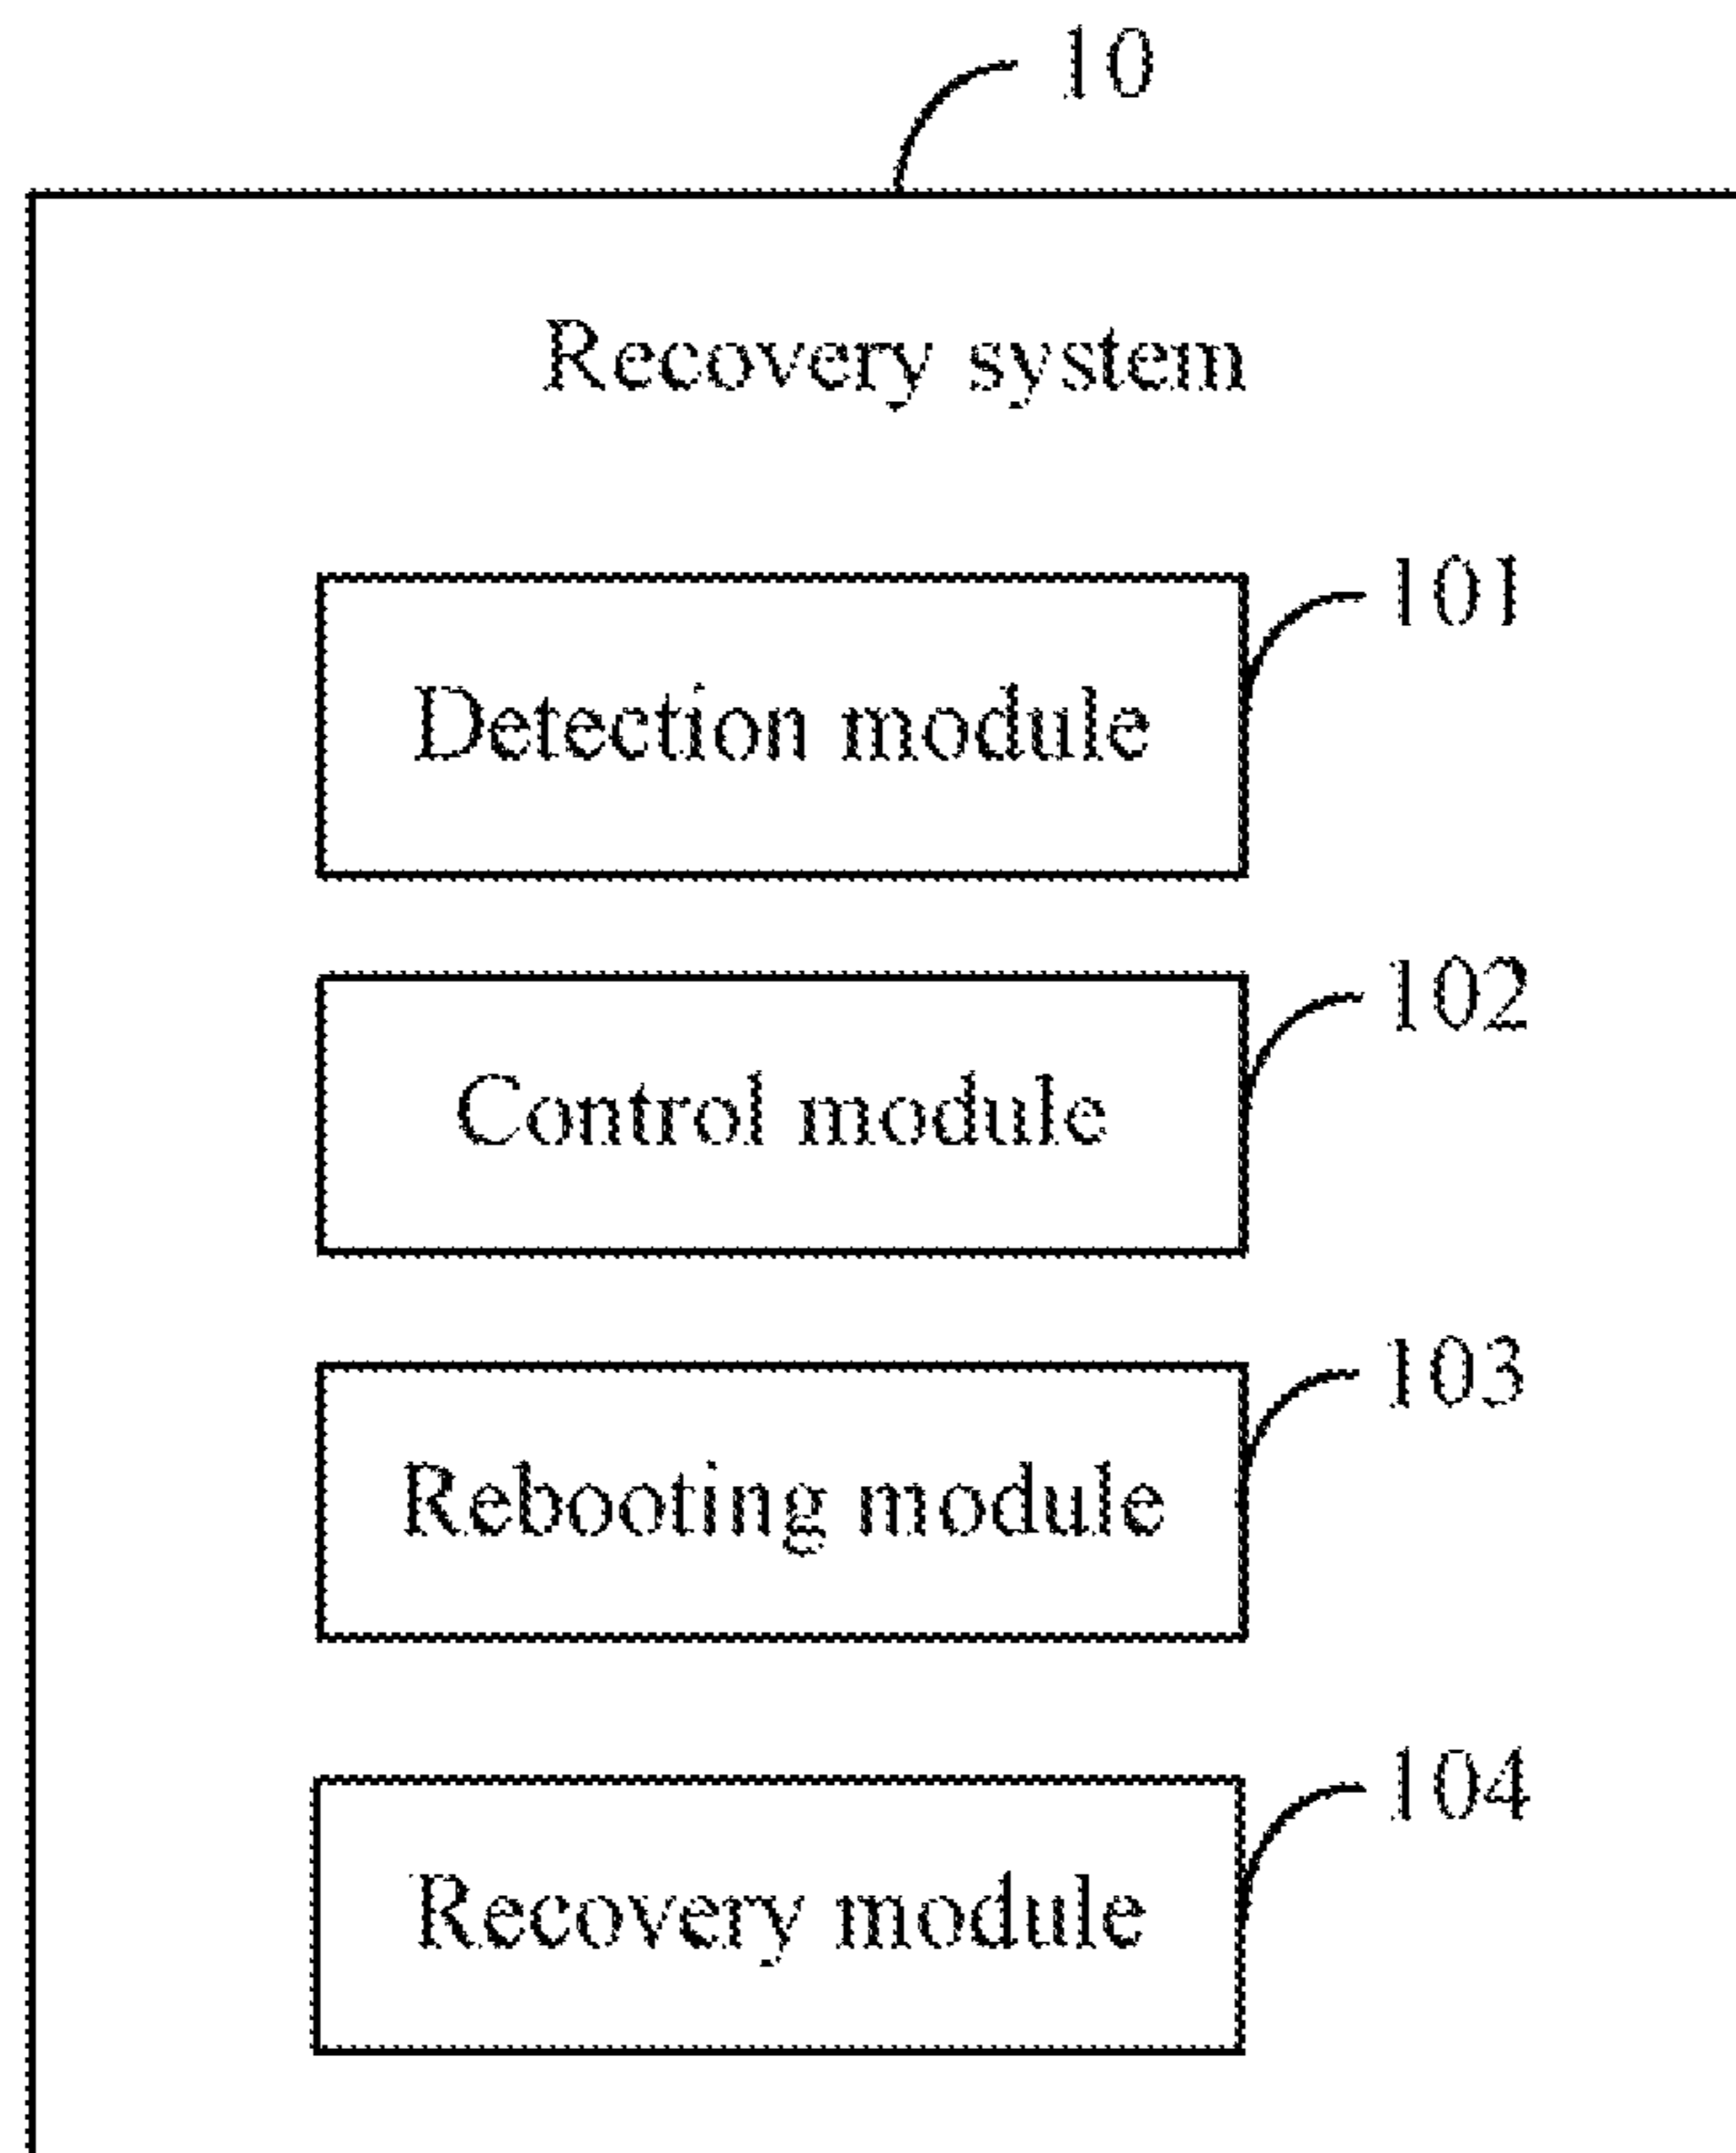 10
Recovery system
101
Detection module
102
Control module
103
Rebooting module
104
Recovery module